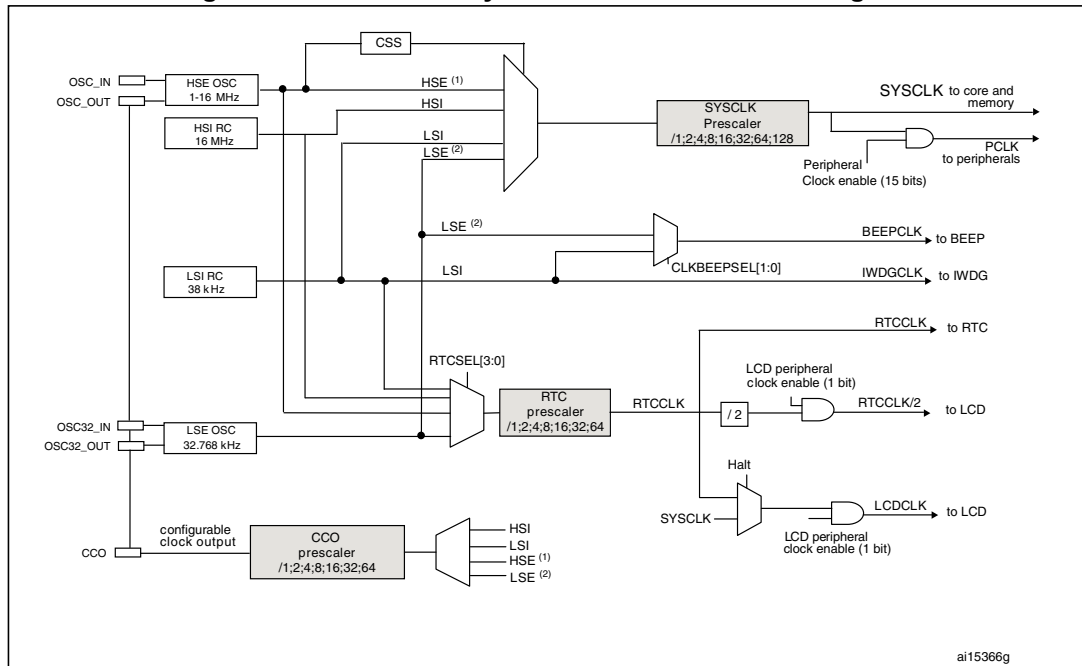 CSS
OSC_IN
OSC_OUT
HSE OSC
1-16 MHz
HSE (1)
HSI
HSI RC
16 MHz
LSI
LSE (2)
SYSCLK
Prescaler
/1;2;4;8;16;32;64;128
SYSCLK to core and
memory
PCLK
to peripherals
Peripheral
Clock enable (15 bits)
LSE (2)
BEEPCLK
to BEEP
CLKBEEPSEL[1:0]
LSI RC
38 kHz
LSI
IWDGCLK
to IWDG
RTCCLK
to RTC
RTCSEL[3:0]
LCD peripheral
clock enable (1 bit)
RTC
prescaler
/1;2;4;8;16;32;64
RTCCLK
/ 2
RTCCLK/2
to LCD
OSC32_IN
OSC32_OUT
LSE OSC
32.768 kHz
Halt
SYSCLK
LCDCLK
to LCD
LCD peripheral
clock enable (1 bit)
CCO
configurable
clock output
CCO
prescaler
/1;2;4;8;16;32;64
HSI
LSI
HSE (1)
LSE (2)
ai15366g